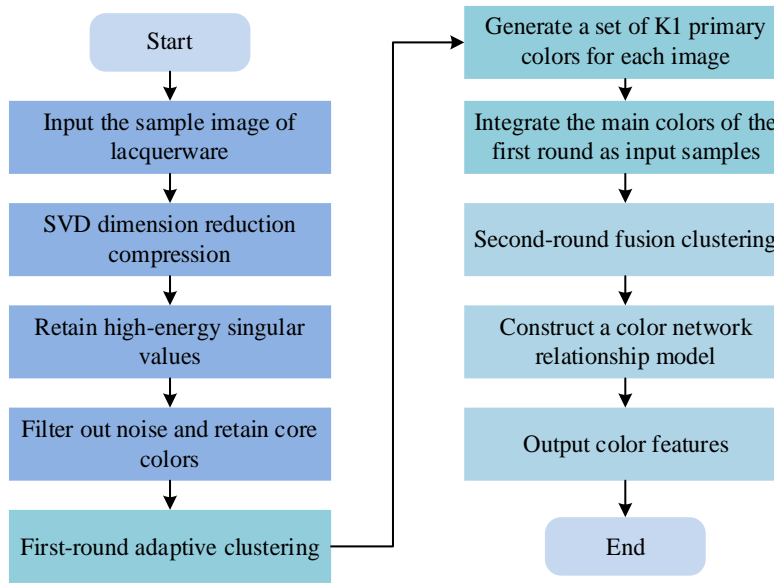 Start
Input the sample image of
lacquerware
SVD dimension reduction
compression
Retain high-energy singular
values
Filter out noise and retain core
colors
First-round adaptive clustering
Generate a set of K1 primary
colors for each image
Integrate the main colors of the
first round as input samples
Second-round fusion clustering
Construct a color network
relationship model
Output color features
End